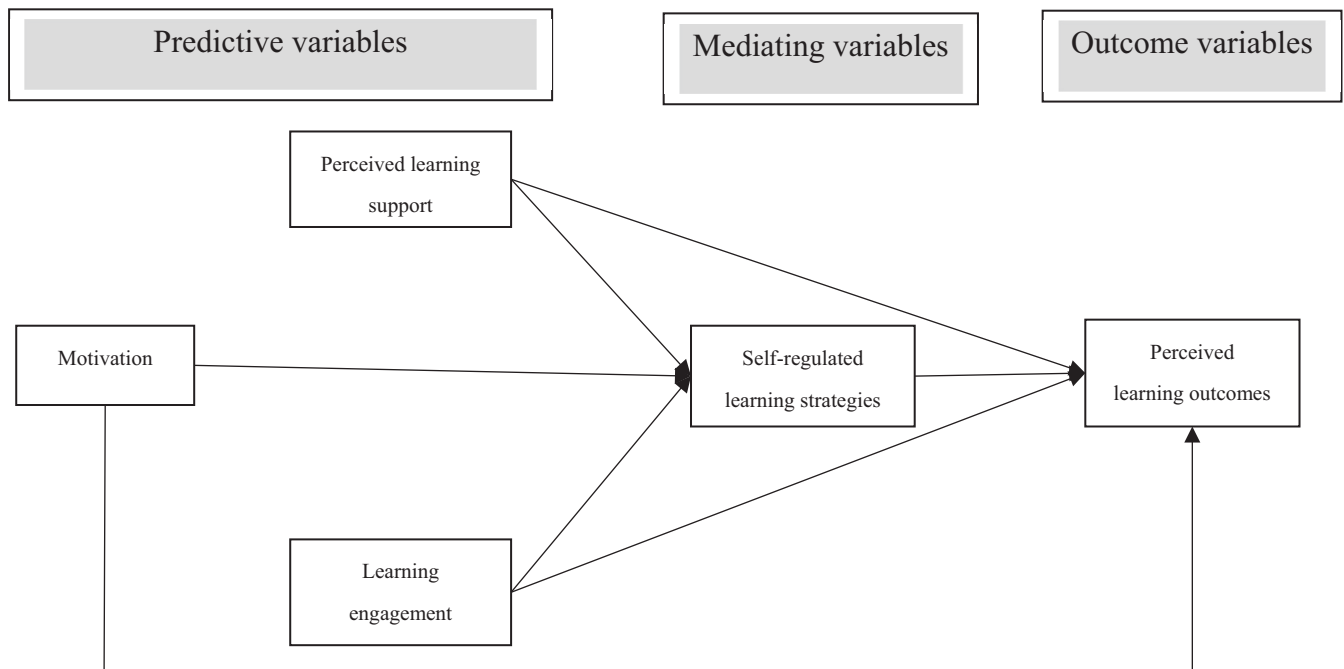 Predictive variables
Mediating variables
Outcome variables
Perceived learning
support
Motivation
Self-regulated
learning strategies
Perceived
learning outcomes
Learning
engagement